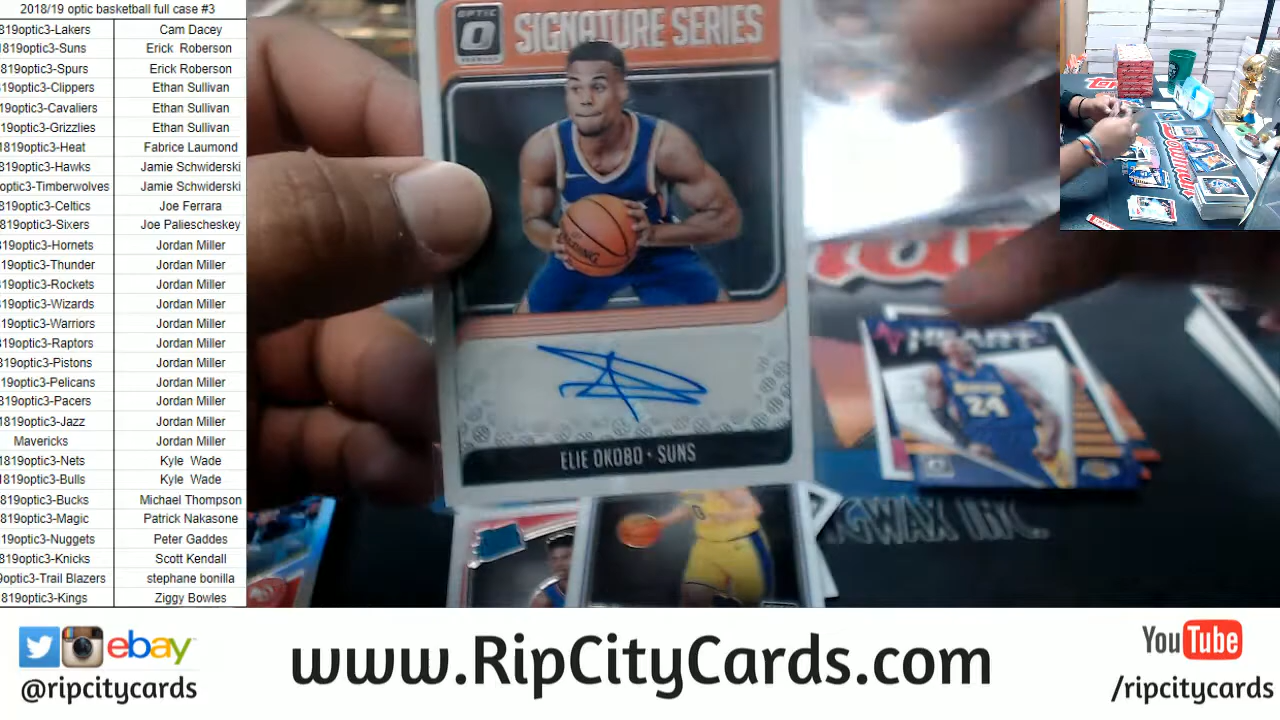 2018/19 optic basketball full case #3
819optic3-Lakers Cam Dacey
819optic3-Suns Erick Roberson
819optic3-Spurs Erick Roberson
819optic3-Clippers Ethan Sullivan
819optic3-Cavaliers Ethan Sullivan
19optic3-Grizzlies Ethan Sullivan
819optic3-Heat Fabrice Laumond
819optic3-Hawks Jamie Schwiderski
optic3-Timberwolves Jamie Schwiderski
819optic3-Celtics Joe Ferrara
819optic3-Sixers Joe Paliescheskey
819optic3-Hornets Jordan Miller
19optic3-Thunder Jordan Miller
19optic3-Rockets Jordan Miller
19optic3-Wizards Jordan Miller
19optic3-Warriors Jordan Miller
19optic3-Raptors Jordan Miller
819optic3-Pistons Jordan Miller
19optic3-Pelicans Jordan Miller
819optic3-Pacers Jordan Miller
1819optic3-Jazz Jordan Miller
Mavericks Jordan Miller
1819optic3-Nets Kyle Wade
1819optic3-Bulls Kyle Wade
819optic3-Bucks Michael Thompson
819optic3-Magic Patrick Nakasone
19optic3-Nuggets Peter Gaddes
819optic3-Knicks Scott Kendall
optic3-Trail Blazers stephane bonilla
819optic3-Kings Ziggy Bowles
OPTIC
SIGNATURE SERIES
SPALDING
ELIE OKOBO · SUNS
HEART
24
GWAX INC.
ebay
@ripcitycards
www.RipCityCards.com
YouTube
/ripcitycards